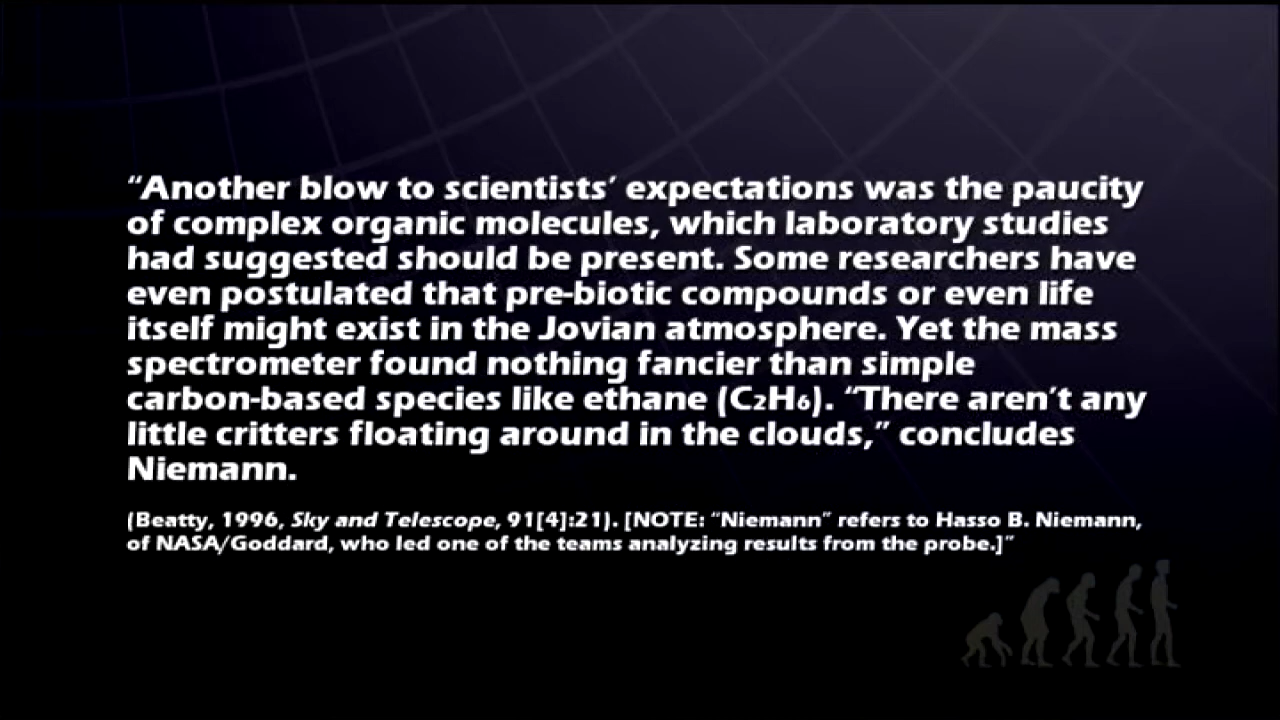 “Another blow to scientists’ expectations was the paucity
of complex organic molecules, which laboratory studies
had suggested should be present. Some researchers have
even postulated that pre-biotic compounds or even life
itself might exist in the Jovian atmosphere. Yet the mass
spectrometer found nothing fancier than simple
carbon-based species like ethane (C₂H₆). “There aren’t any
little critters floating around in the clouds,” concludes
Niemann.
(Beatty, 1996, Sky and Telescope, 91[4]:21). [NOTE: “Niemann” refers to Hasso B. Niemann,
of NASA/Goddard, who led one of the teams analyzing results from the probe.]”